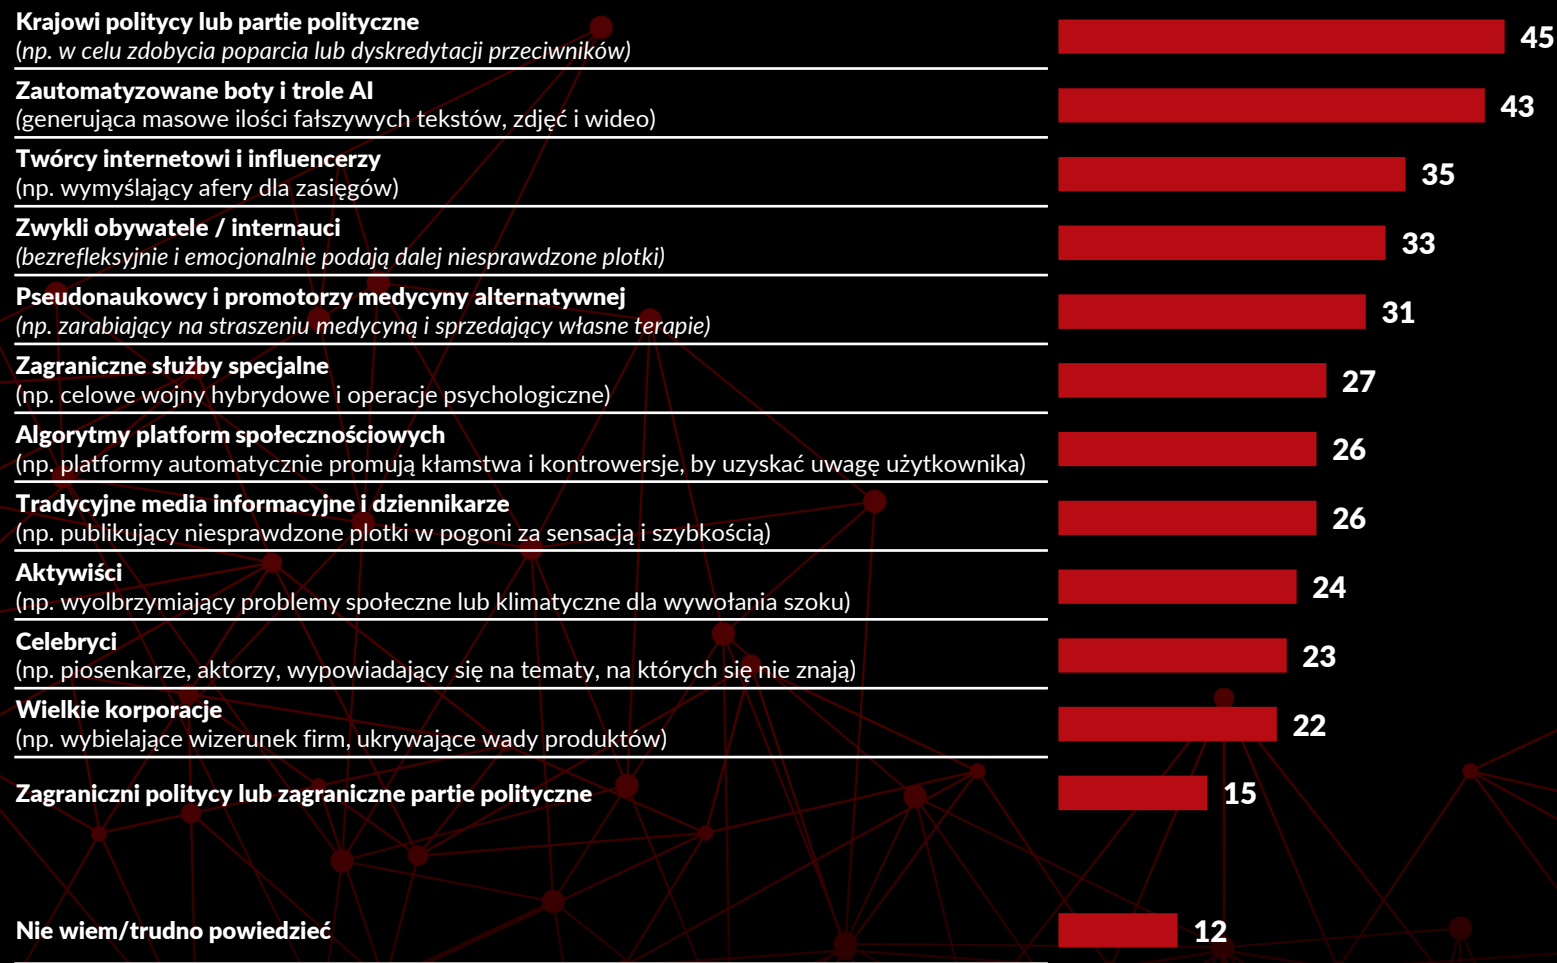 Krajowi politycy lub partie polityczne
(np. w celu zdobycia poparcia lub dyskredytacji przeciwników)
45
Zautomatyzowane boty i trole AI
(generująca masowe ilości fałszywych tekstów, zdjęć i wideo)
43
Twórcy internetowi i influencerzy
(np. wymyślający afery dla zasięgów)
35
Zwykli obywatele / internauci
(bezrefleksyjnie i emocjonalnie podają dalej niesprawdzone plotki)
33
Pseudonaukowcy i promotorzy medycyny alternatywnej
(np. zarabiający na straszeniu medycyną i sprzedający własne terapie)
31
Zagraniczne służby specjalne
(np. celowe wojny hybrydowe i operacje psychologiczne)
27
Algorytmy platform społecznościowych
(np. platformy automatycznie promują kłamstwa i kontrowersje, by uzyskać uwagę użytkownika)
26
Tradycyjne media informacyjne i dziennikarze
(np. publikujący niesprawdzone plotki w pogoni za sensacją i szybkością)
26
Aktywiści
(np. wyolbrzymiający problemy społeczne lub klimatyczne dla wywołania szoku)
24
Celebryci
(np. piosenkarze, aktorzy, wypowiadający się na tematy, na których się nie znają)
23
Wielkie korporacje
(np. wybielające wizerunek firm, ukrywające wady produktów)
22
Zagraniczni politycy lub zagraniczne partie polityczne
15
Nie wiem/trudno powiedzieć
12